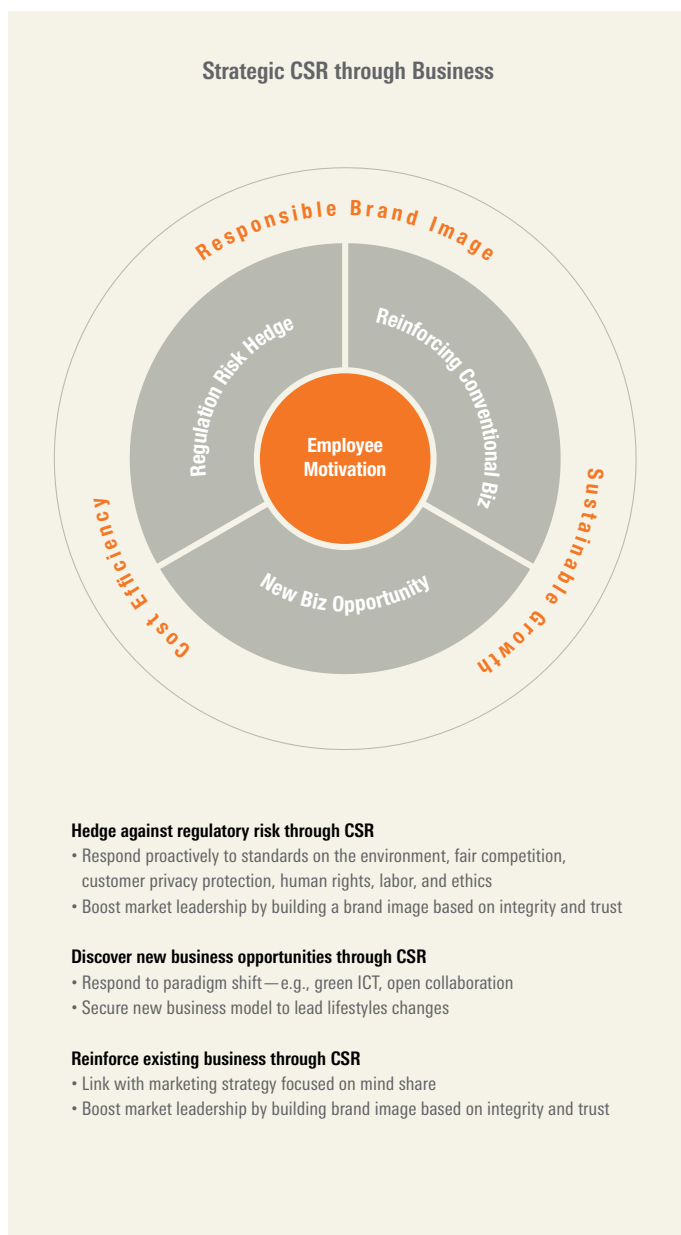 Strategic CSR through Business
Responsible Brand Image
Regulation Risk Hedge
Reinforcing Conventional Biz
Employee
Motivation
Cost Efficiency
Sustainable Growth
New Biz Opportunity
Hedge against regulatory risk through CSR
• Respond proactively to standards on the environment, fair competition,
customer privacy protection, human rights, labor, and ethics
• Boost market leadership by building a brand image based on integrity and trust
Discover new business opportunities through CSR
• Respond to paradigm shift—e.g., green ICT, open collaboration
• Secure new business model to lead lifestyles changes
Reinforce existing business through CSR
• Link with marketing strategy focused on mind share
• Boost market leadership by building brand image based on integrity and trust